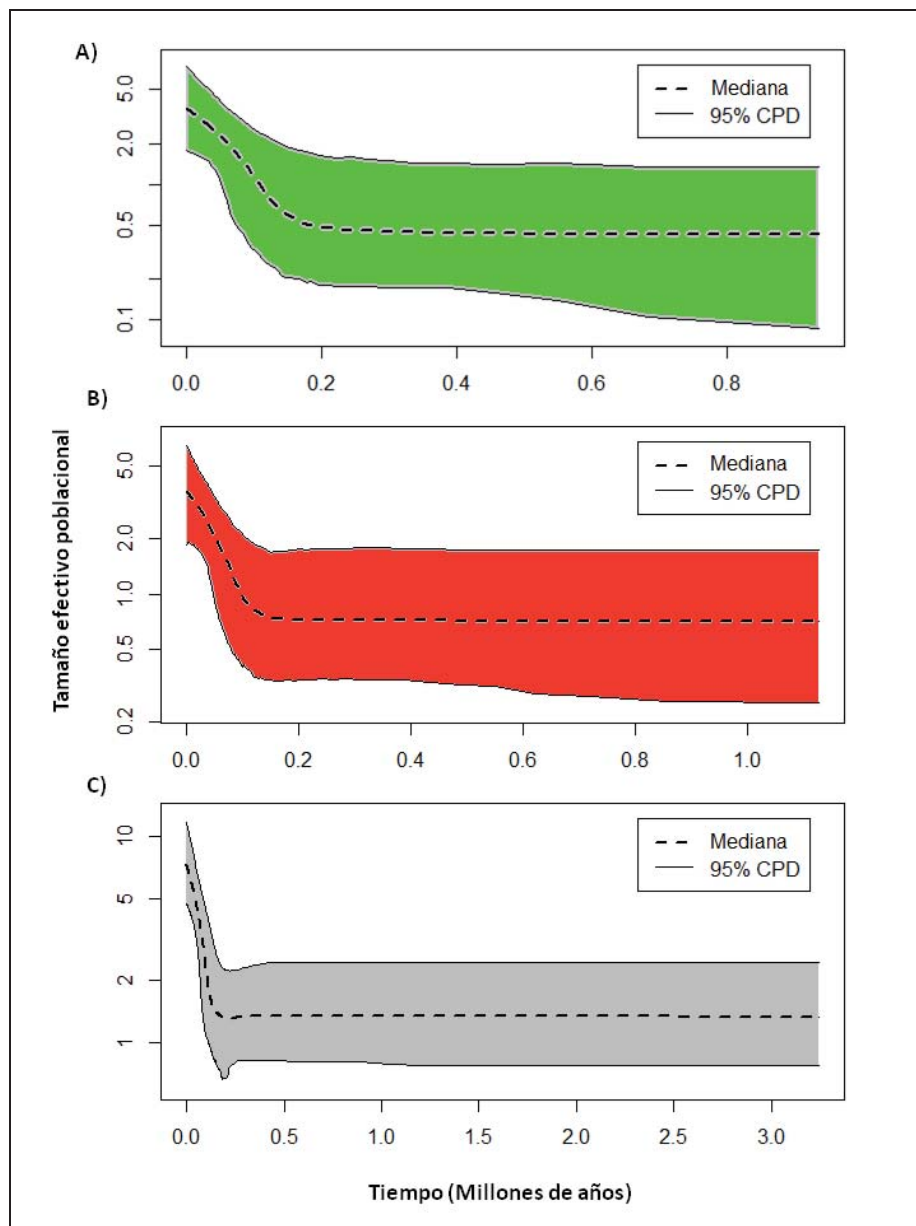 A)
Mediana
95% CPD
5.0
2.0
0.5
0.1
0.0 0.2 0.4 0.6 0.8
B)
Mediana
95% CPD
5.0
2.0
1.0
0.5
0.2
0.0 0.2 0.4 0.6 0.8 1.0
Tamaño efectivo poblacional
C)
Mediana
95% CPD
10
5
2
1
0.0 0.5 1.0 1.5 2.0 2.5 3.0
Tiempo (Millones de años)